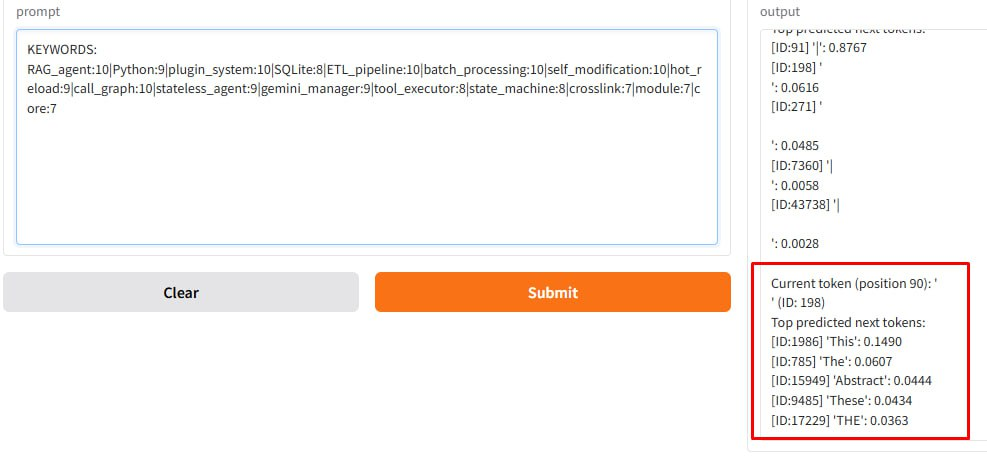 prompt
KEYWORDS:
RAG_agent:10|Python:9|plugin_system:10|SQLite:8|ETL_pipeline:10|batch_processing:10|self_modification:10|hot_r
eload:9|call_graph:10|stateless_agent:9|gemini_manager:9|tool_executor:8|state_machine:8|crosslink:7|module:7|c
ore:7
Clear
Submit
output
Top predicted next tokens:
[ID:91] '|': 0.8767
[ID:198] '
': 0.0616
[ID:271] '
': 0.0485
[ID:7360] '|
': 0.0058
[ID:43738] '|
': 0.0028
Current token (position 90): '
' (ID: 198)
Top predicted next tokens:
[ID:1986] 'This': 0.1490
[ID:785] 'The': 0.0607
[ID:15949] 'Abstract': 0.0444
[ID:9485] 'These': 0.0434
[ID:17229] 'THE': 0.0363